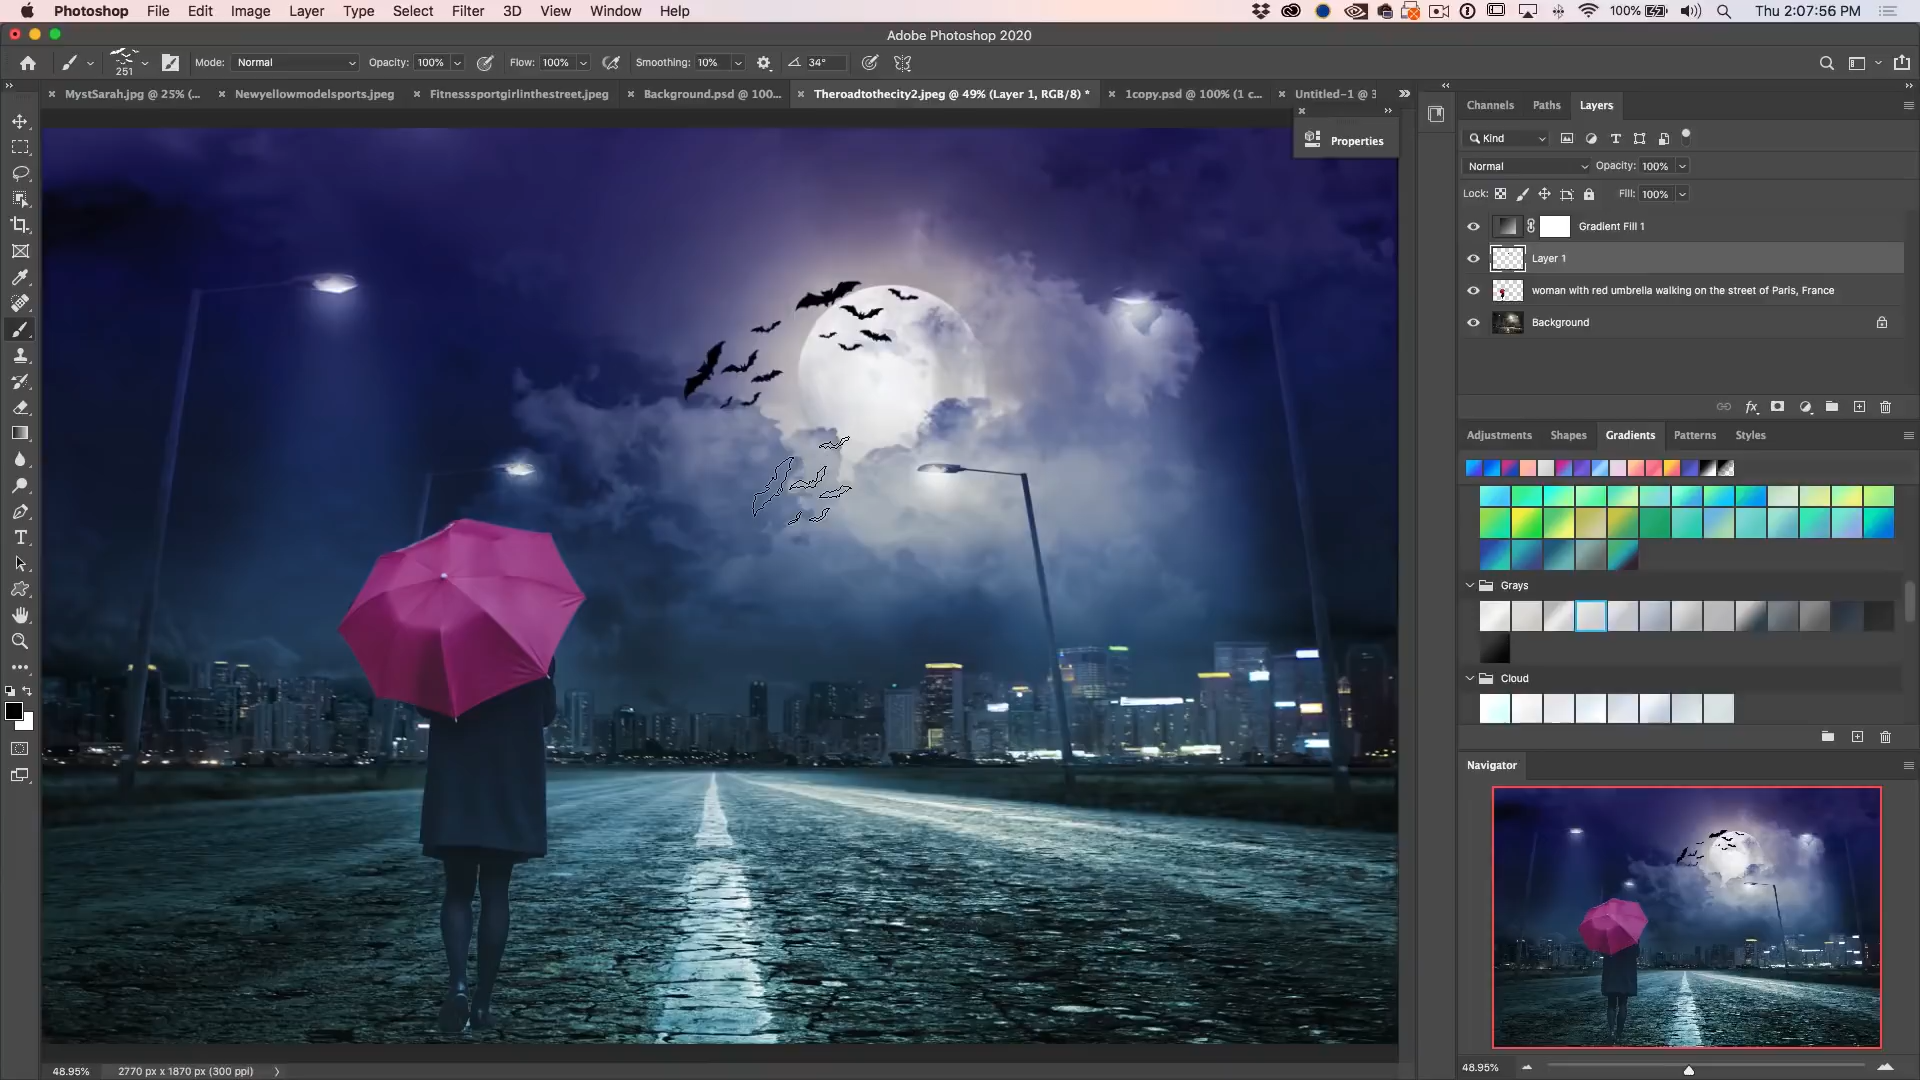 Photoshop File Edit Image Layer Type Select Filter 3D View Window Help 100% Thu 2:07:56 PM
Adobe Photoshop 2020
251 Mode: Normal Opacity: 100% Flow: 100% Smoothing: 10% 34°
MystSarah.jpg @ 25% (... Newyellowmodelsports.jpeg Fitnesssportgirlinthestreet.jpeg Background.psd @ 100... Theroadtothecity2.jpeg @ 49% (Layer 1, RGB/8) * 1copy.psd @ 100% (1 c... Untitled-1 @ 3
Properties
Channels Paths Layers
Kind
Normal Opacity: 100%
Lock: Fill: 100%
Gradient Fill 1
Layer 1
woman with red umbrella walking on the street of Paris, France
Background
fx
Adjustments Shapes Gradients Patterns Styles
Grays
Cloud
Navigator
48.95%
48.95% 2770 px x 1870 px (300 ppi)